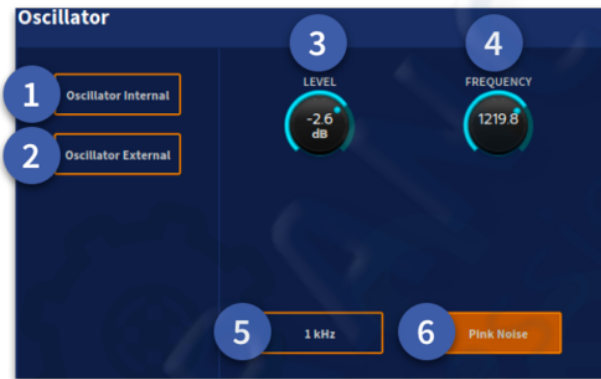 Oscillator
3
4
1
Oscillator Internal
LEVEL
FREQUENCY
-2.6
dB
1219.8
2
Oscillator External
5
1 kHz
6
Pink Noise